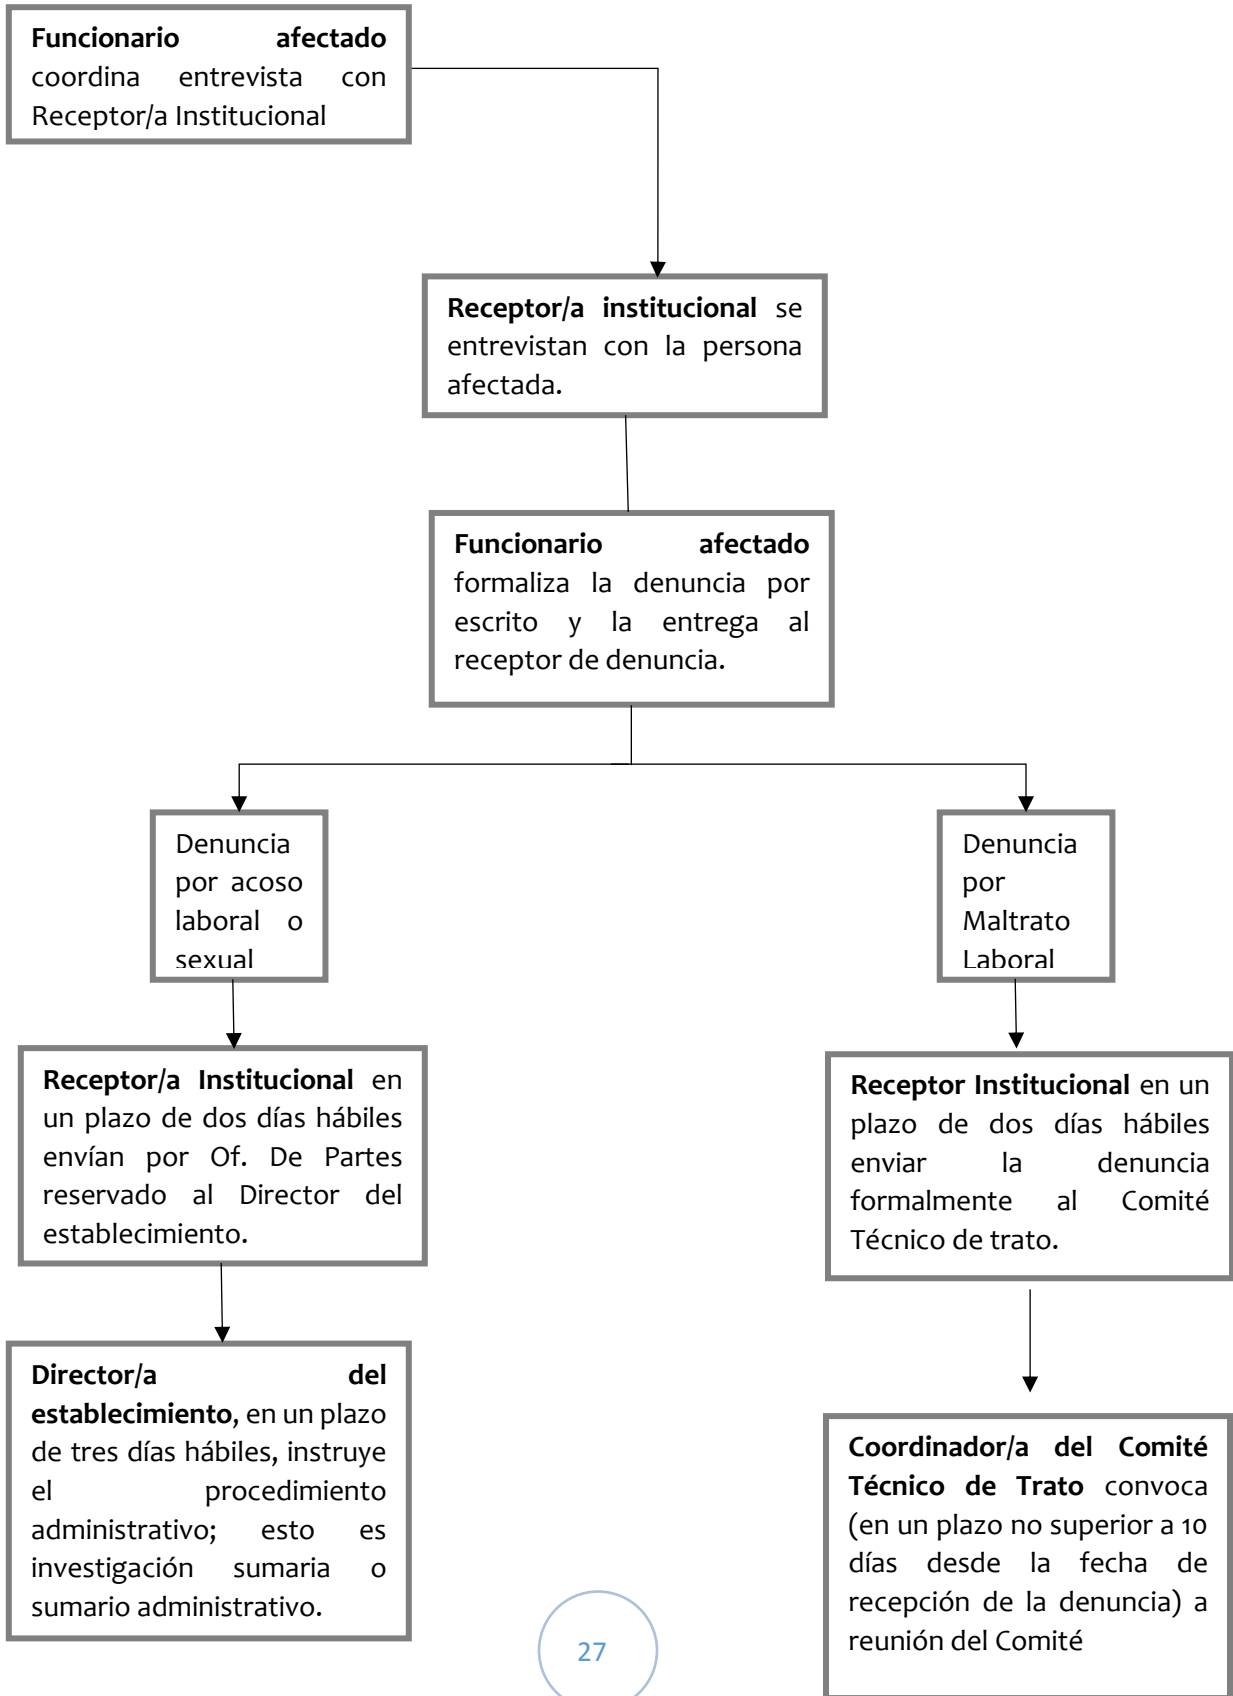 Funcionario afectado
coordina entrevista con
Receptor/a Institucional
Receptor/a institucional se
entrevistan con la persona
afectada.
Funcionario afectado
formaliza la denuncia por
escrito y la entrega al
receptor de denuncia.
Denuncia
por acoso
laboral o
sexual
Denuncia
por
Maltrato
Laboral
Receptor/a Institucional en
un plazo de dos días hábiles
envían por Of. De Partes
reservado al Director del
establecimiento.
Receptor Institucional en un
plazo de dos días hábiles
enviar la denuncia
formalmente al Comité
Técnico de trato.
Director/a del
establecimiento, en un plazo
de tres días hábiles, instruye
el procedimiento
administrativo; esto es
investigación sumaria o
sumario administrativo.
Coordinador/a del Comité
Técnico de Trato convoca
(en un plazo no superior a 10
días desde la fecha de
recepción de la denuncia) a
reunión del Comité
27